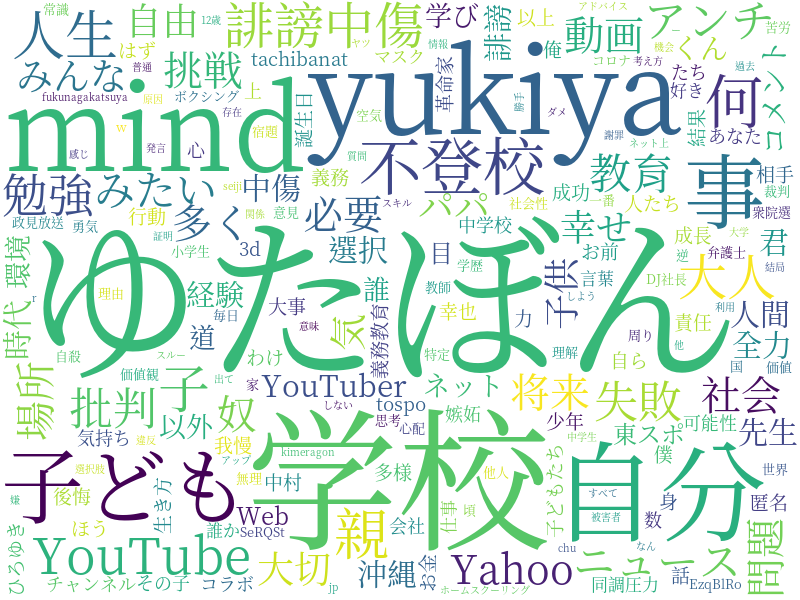 常識
12歳
自由
誹謗中傷
学び
以上
アドバイス
アンチ
苦労
人生
はず
普通
みんな
挑戦
tachibanat
マスク
誹謗
俺
動画
くん
ヤツ
情報
コロナ
機会
考え方
ー
過去
fukunagakatsuya
原因
ボクシング
上
革命家
たち
好き
コメント
mind
yukiya
何
w
存在
誕生日
空気
勝手
ダメ
結果
あなた
発言
宿題
感じ
心
質問
謝罪
ネット上
不登校
教育
事
相手
裁判
勉強
みたい
中傷
義務
seiji
社会性
成功
一番
人たち
衆院選
政見放送
勇気
行動
多く
関係
意見
必要
パパ
スキル
幸せ
大学
証明
小学生
3d
選択
目
中学校
学歴
お前
成長
君
弁護士
逆
環境
時代
場所
ゆたぼん
経験
毎日
誰
教師
言葉
大人
DJ社長
結局
r
理由
道
大事
気
義務教育
幸也
力
子供
しよう
責任
利用
人間
自殺
スルー
意味
わけ
特定
理解
自ら
周り
他
全力
価値観
出て
家
YouTuber
ネット
将来
国
価値
批判
子
奴
しない
思考
tospo
嫉妬
少年
失敗
社会
気持ち
違反
以外
我慢
kimeragon
心配
東スポ
可能性
先生
中学生
子ども
学校
自分
選択肢
アップ
他人
僕
世界
後悔
無理
中村
多様
子どもたち
すべて
身
匿名
嫌
生き方
ほう
誰か
Web
SeRQSt
親
会社
仕事
頃
被害者
数
問題
ひろゆき
YouTube
大切
沖縄
お金
Yahoo
chu
なん
ニュース
話
EzqBlRo
チャンネル
その子
コラボ
jp
ホームスクーリング
同調圧力